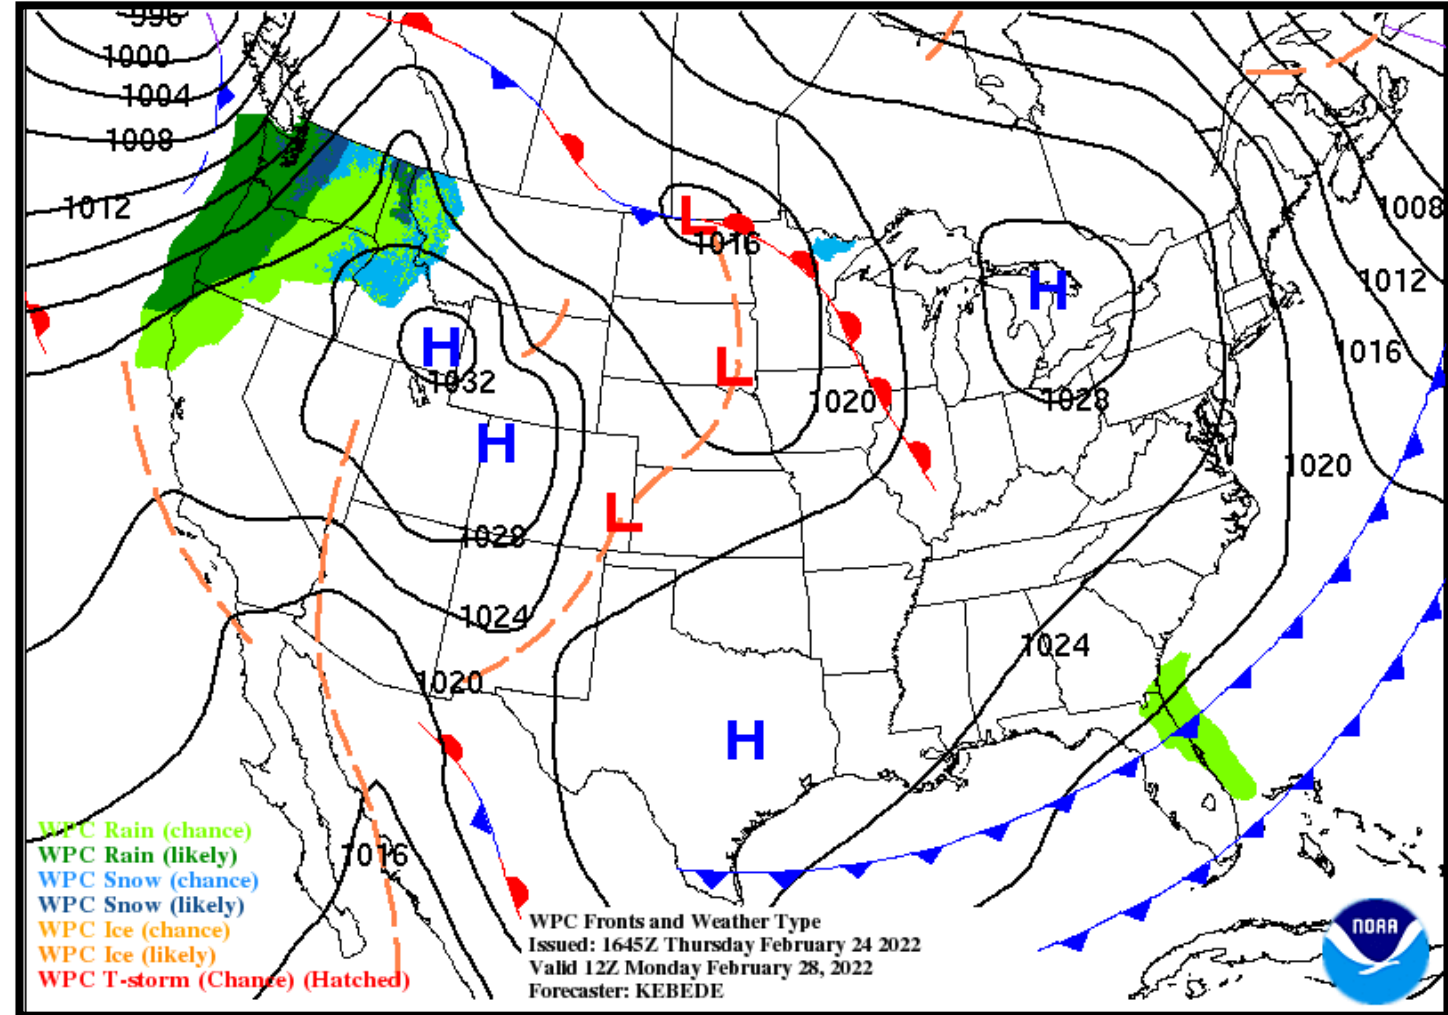 996
1000
1004
1008
1012
1008
L
1016
H
1012
H
1032
L
1016
1020
1028
H
1020
L
1028
1024
1024
1020
H
WPC Rain (chance)
WPC Rain (likely)
1016
WPC Snow (chance)
WPC Snow (likely)
WPC Ice (chance)
WPC Ice (likely)
WPC T-storm (Chance) (Hatched)
WPC Fronts and Weather Type
Issued: 1645Z Thursday February 24 2022
Valid 12Z Monday February 28, 2022
Forecaster: KEBEDE
NOAA